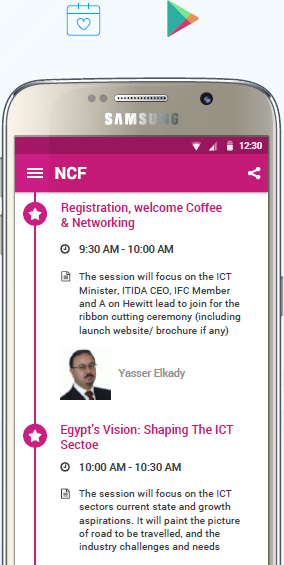 SAMSUNG
12:30
NCF
Registration, welcome Coffee
& Networking
9:30 AM - 10:00 AM
The session will focus on the ICT
Minister, ITIDA CEO, IFC Member
and A on Hewitt lead to join for the
ribbon cutting ceremony (including
launch website/ brochure if any)
Yasser Elkady
Egypt's Vision: Shaping The ICT
Sectoe
10:00 AM - 10:30 AM
The session will focus on the ICT
sectors current state and growth
aspirations. It will paint the picture
of road to be travelled, and the
industry challenges and needs